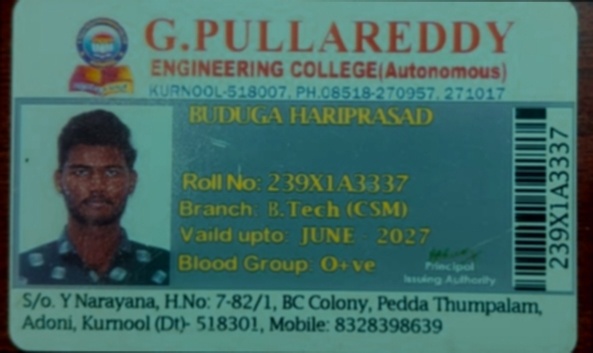 G.PULLAREDDY
ENGINEERING COLLEGE(Autonomous)
KURNOOL-518007. PH.08518-270957, 271017
BUDUGA HARIPRASAD
Roll No: 239X1A3337
Branch: B.Tech (CSM)
Vaild upto: JUNE - 2027
Blood Group: O+ve
Principal
Issuing Authority
239X1A3337
S/o. Y Narayana, H.No: 7-82/1, BC Colony, Pedda Thumpalam,
Adoni, Kurnool (Dt)- 518301, Mobile: 8328398639